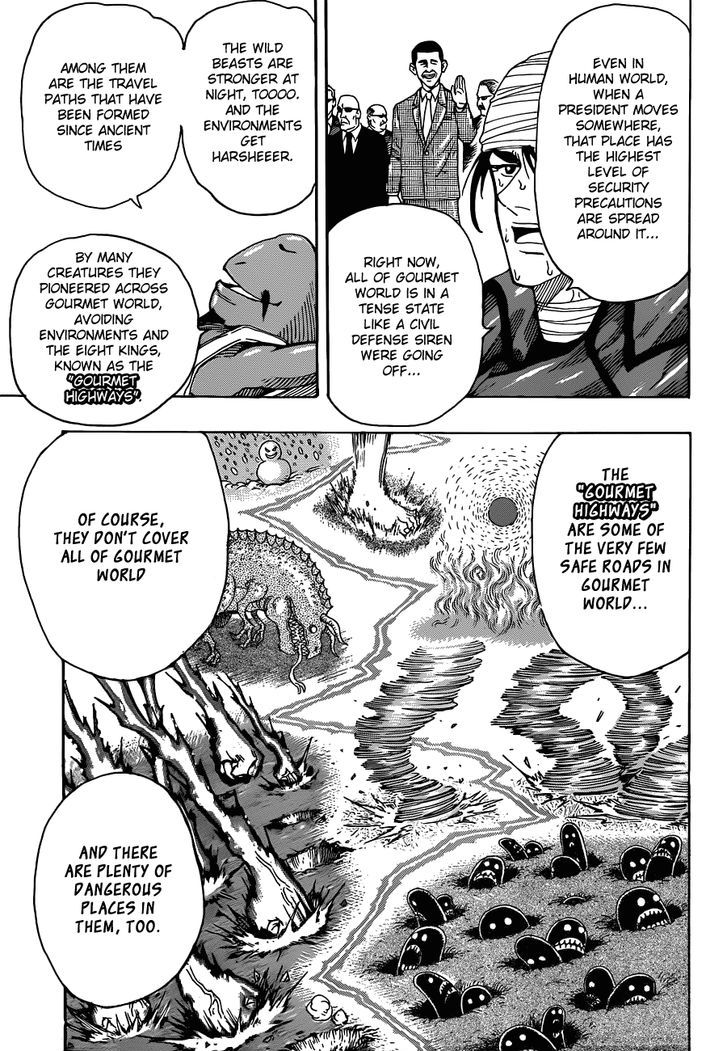 EVEN IN
HUMAN WORLD,
WHEN A
PRESIDENT MOVES
SOMEWHERE,
THAT PLACE HAS
THE HIGHEST
LEVEL OF
SECURITY
PRECAUTIONS
ARE SPREAD
AROUND IT...
RIGHT NOW,
ALL OF GOURMET
WORLD IS IN A
TENSE STATE
LIKE A CIVIL
DEFENSE SIREN
WERE GOING
OFF...
THE WILD
BEASTS ARE
STRONGER AT
NIGHT, TOOOO.
AND THE
ENVIRONMENTS
GET
HARSHEEER.
AMONG THEM
ARE THE TRAVEL
PATHS THAT HAVE
BEEN FORMED
SINCE ANCIENT
TIMES
BY MANY
CREATURES THEY
PIONEERED ACROSS
GOURMET WORLD,
AVOIDING
ENVIRONMENTS AND
THE EIGHT KINGS,
KNOWN AS THE
"GOURMET
HIGHWAYS".
THE
"GOURMET
HIGHWAYS"
ARE SOME OF
THE VERY FEW
SAFE ROADS IN
GOURMET
WORLD...
OF COURSE,
THEY DON'T COVER
ALL OF GOURMET
WORLD
AND THERE
ARE PLENTY OF
DANGEROUS
PLACES IN
THEM, TOO.